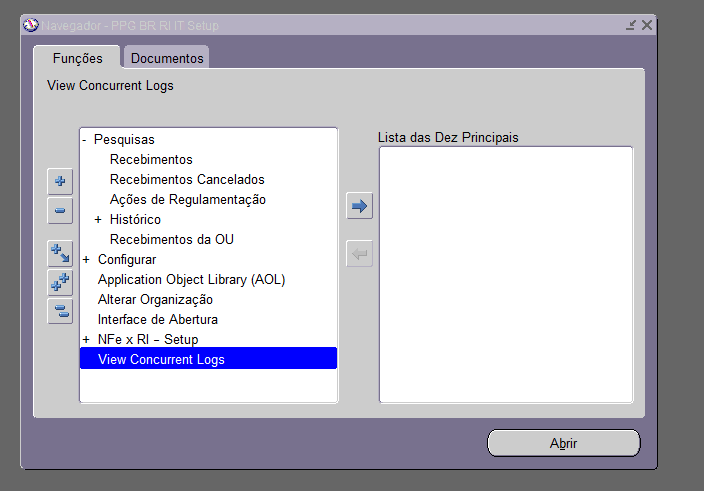 Navegador - PPG BR RI IT Setup
Funções
Documentos
View Concurrent Logs
Lista das Dez Principais
- Pesquisas
Recebimentos
Recebimentos Cancelados
Ações de Regulamentação
+ Histórico
Recebimentos da OU
+ Configurar
Application Object Library (AOL)
Alterar Organização
Interface de Abertura
+ NFe x RI - Setup
View Concurrent Logs
Abrir